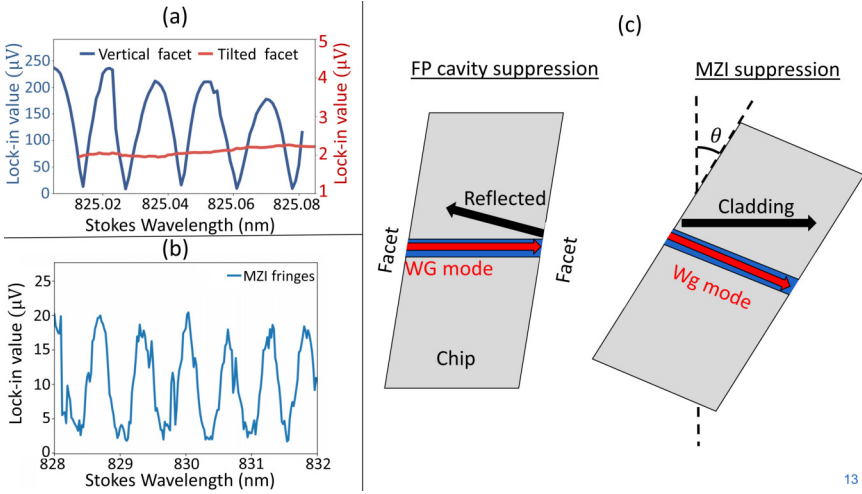 (a)
Vertical facet
Tilted facet
Lock-in value (μV)
250
200
150
100
50
0
5
4
3
2
1
Lock-in value (μV)
825.02
825.04
825.06
825.08
Stokes Wavelength (nm)
(b)
MZI fringes
Lock-in value (μV)
25
20
15
10
5
0
828
829
830
831
832
Stokes Wavelength (nm)
(c)
FP cavity suppression
MZI suppression
Reflected
Facet
WG mode
Facet
Chip
θ
Cladding
Wg mode
13